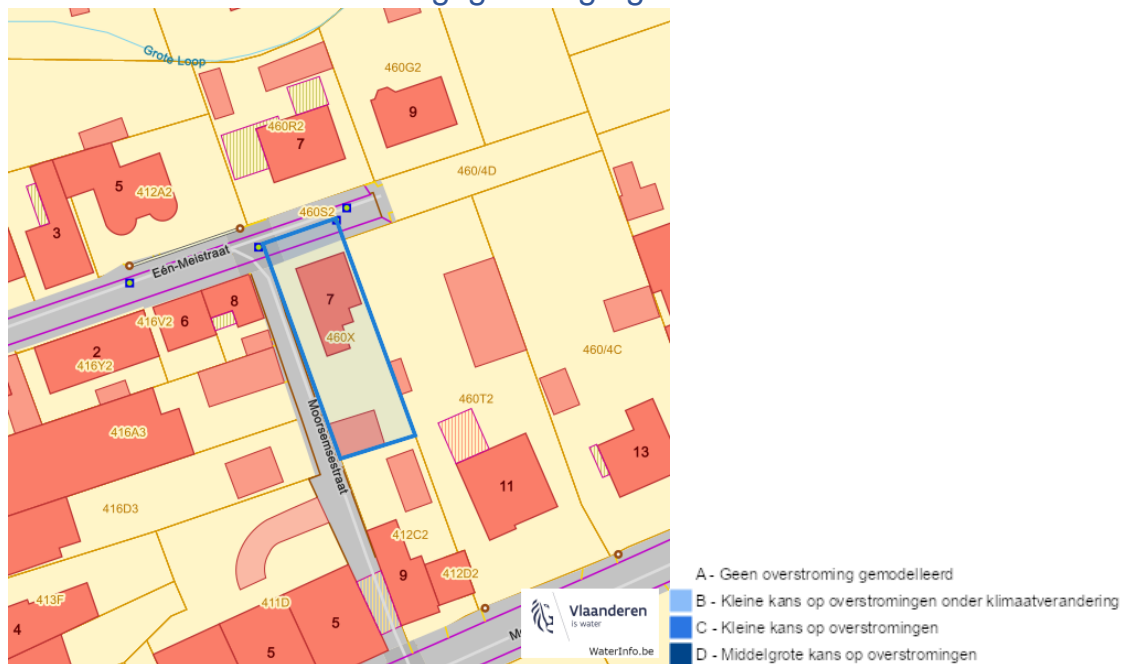 Grote Loop
460G2
9
460R2
7
460/4D
5
412A2
460S2
3
Eén-Meistraat
7
8
416V2
6
460X
2
416Y2
460/4C
460T2
Moorsemsestraat
416A3
13
11
416D3
412C2
9
412D2
413F
411D
4
5
5
Vlaanderen
is water
WaterInfo.be
A - Geen overstroming gemodelleerd
B - Kleine kans op overstromingen onder klimaatverandering
C - Kleine kans op overstromingen
D - Middelgrote kans op overstromingen